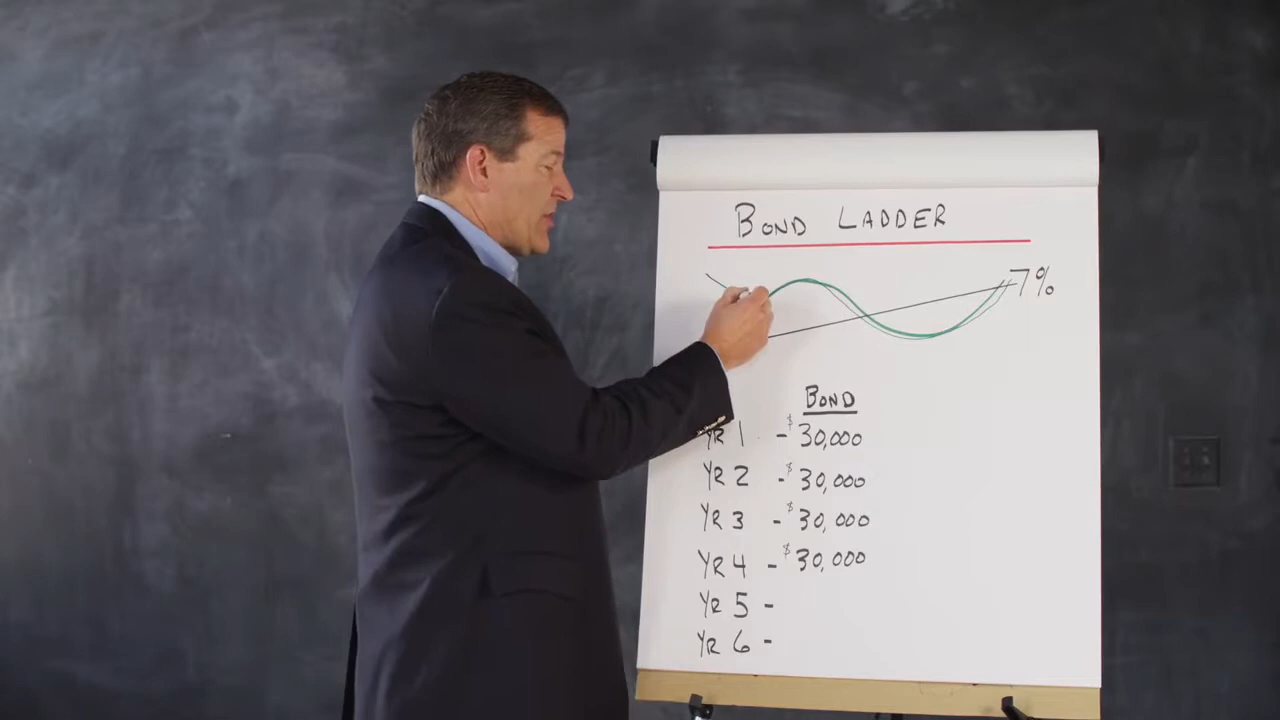 BOND LADDER
7%
BOND
YR 1 - $30,000
YR 2 - $30,000
YR 3 - $30,000
YR 4 - $30,000
YR 5 -
YR 6 -